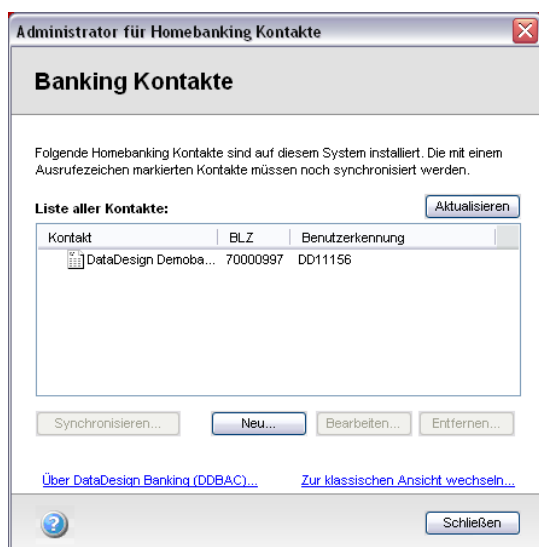 Administrator für Homebanking Kontakte
Banking Kontakte
Folgende Homebanking Kontakte sind auf diesem System installiert. Die mit einem
Ausrufezeichen markierten Kontakte müssen noch synchronisiert werden.
Liste aller Kontakte: Aktualisieren
Kontakt BLZ Benutzerkennung
DataDesign Demoba... 70000997 DD11156
Synchronisieren... Neu... Bearbeiten... Entfernen...
Über DataDesign Banking (DDBAC)... Zur klassischen Ansicht wechseln...
Schließen